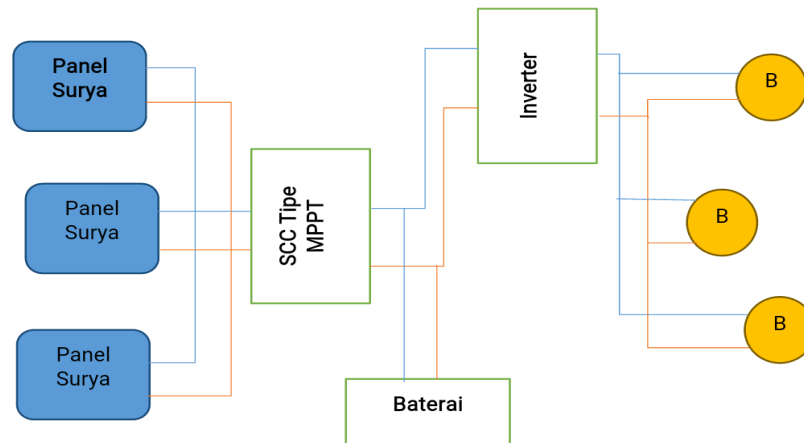 Panel
Surya
Panel
Surya
Panel
Surya
SCC Tipe
MPPT
Baterai
Inverter
B
B
B